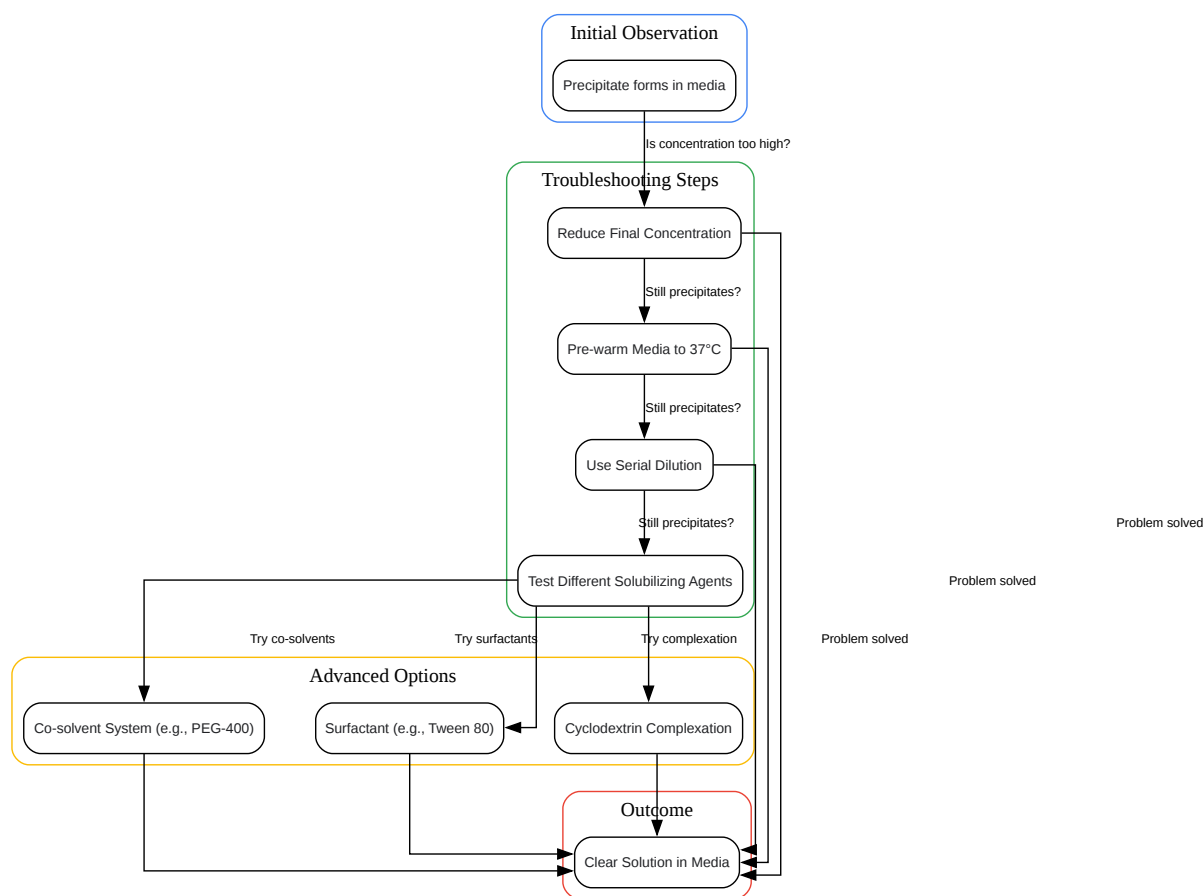 Initial Observation
Precipitate forms in media
Is concentration too high?
Troubleshooting Steps
Reduce Final Concentration
Still precipitates?
Pre-warm Media to 37°C
Still precipitates?
Use Serial Dilution
Still precipitates?
Problem solved
Test Different Solubilizing Agents
Problem solved
Try co-solvents
Try surfactants
Try complexation
Problem solved
Advanced Options
Co-solvent System (e.g., PEG-400)
Surfactant (e.g., Tween 80)
Cyclodextrin Complexation
Outcome
Clear Solution in Media